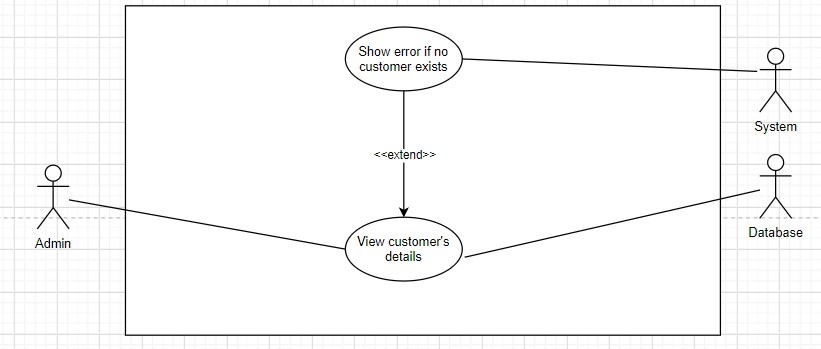 Show error if no
customer exists
System
<<extend>>
Admin
View customer's
details
Database